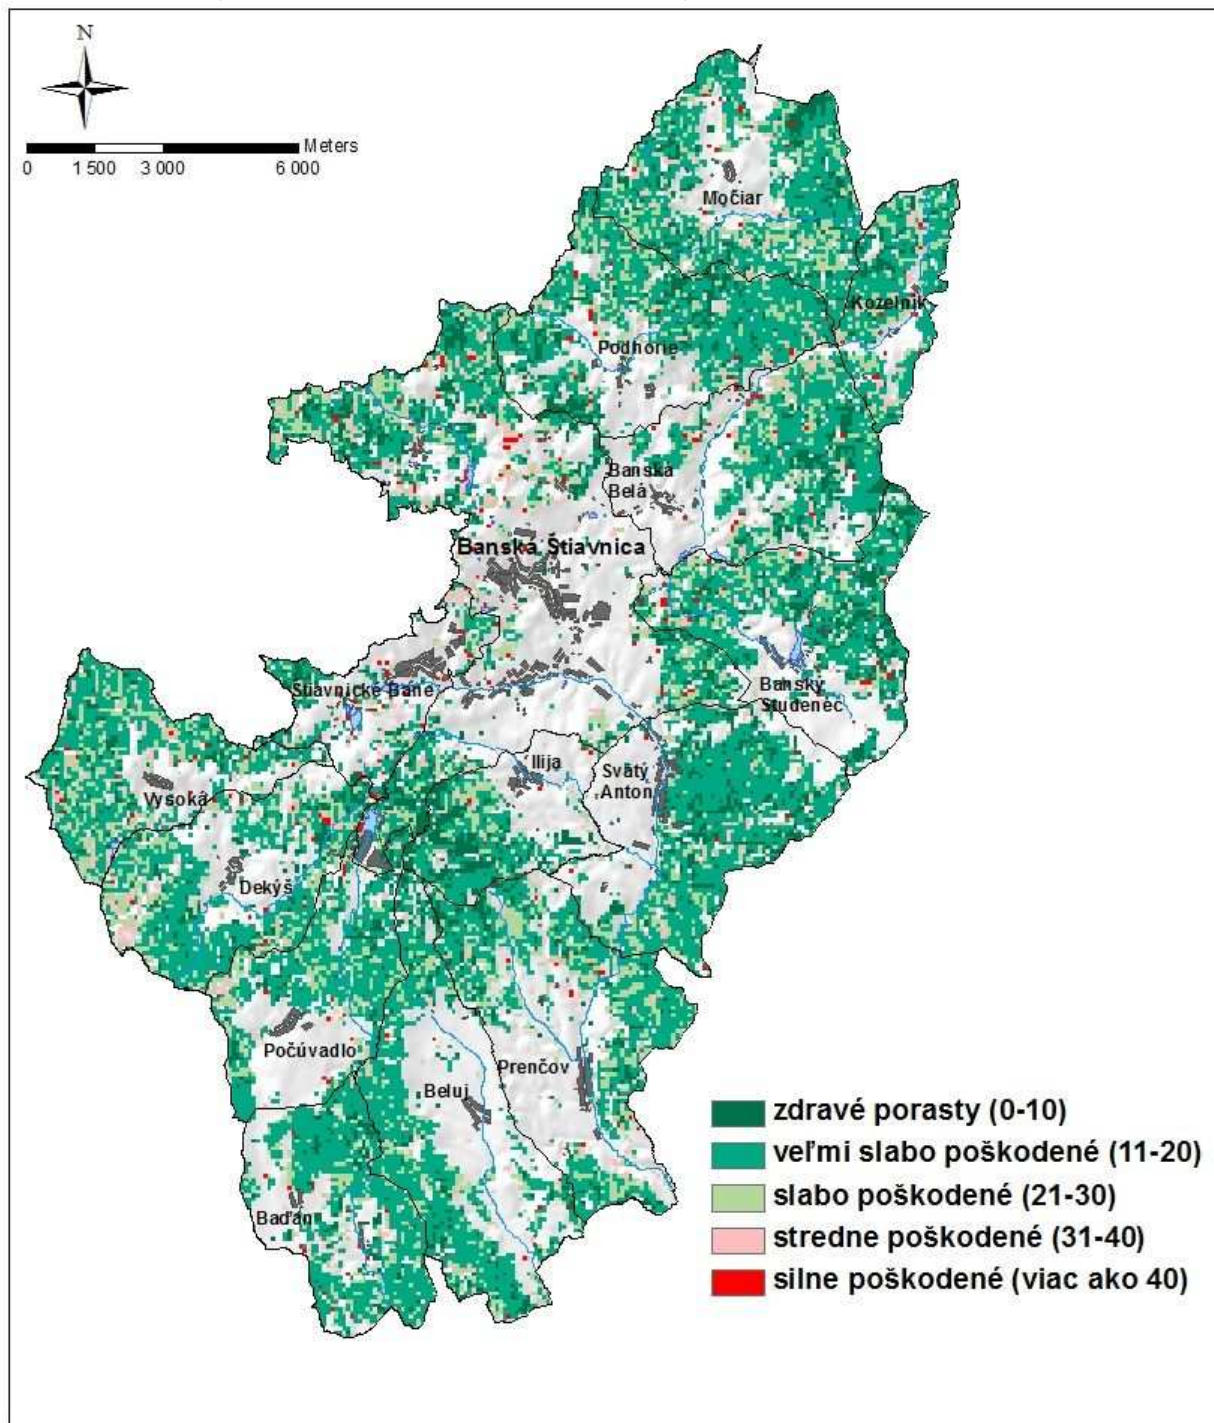 N
Meters
0 1 500 3 000 6 000
Močiar
Kozelník
Podhorie
Banská
Belá
Banská Štiavnica
Štiavnické Bane
Banský
Studenec
Ilija
Svätý
Anton
Vysoká
Dekýš
Počúvadlo
Prenčov
Beluj
Baďan
zdravé porasty (0-10)
veľmi slabo poškodené (11-20)
slabo poškodené (21-30)
stredne poškodené (31-40)
silne poškodené (viac ako 40)